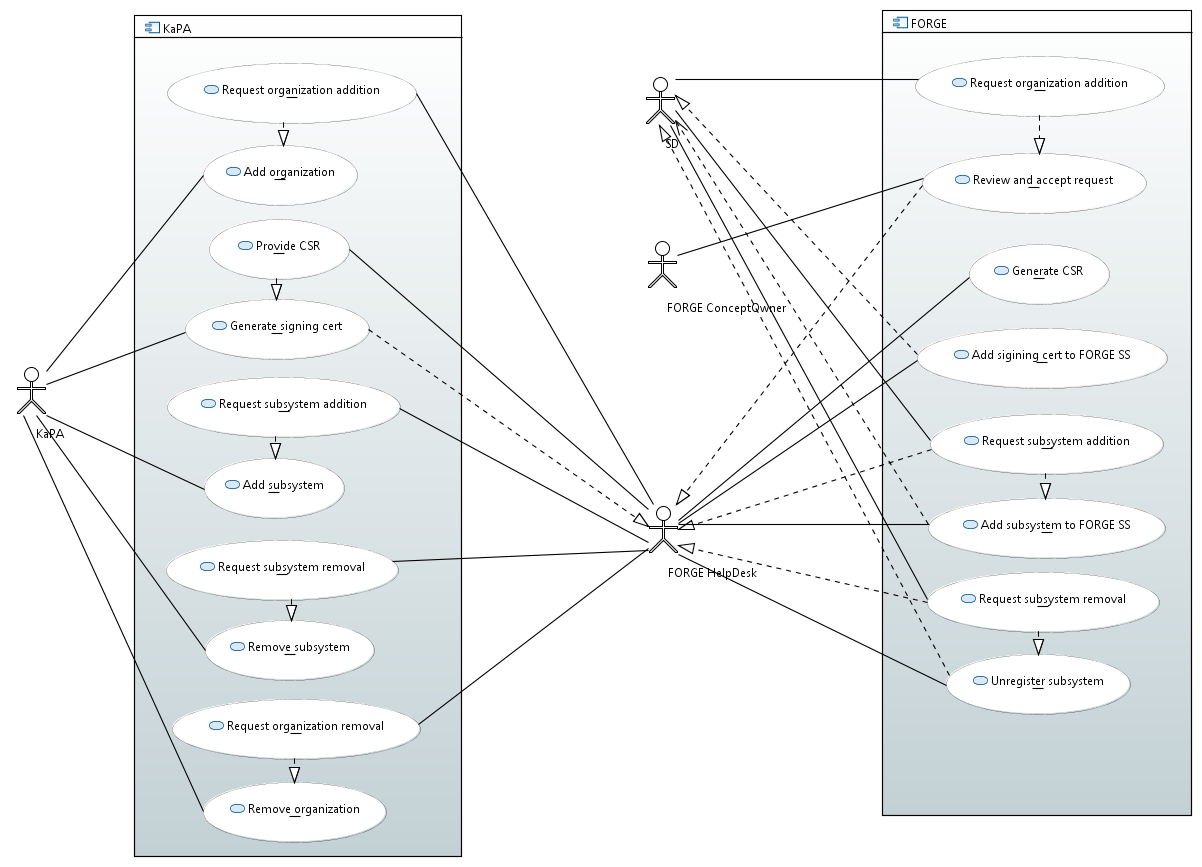 KaPA
Request organization addition
Add organization
Provide CSR
Generate signing cert
Request subsystem addition
Add subsystem
Request subsystem removal
Remove subsystem
Request organization removal
Remove organization
KaPA
SD
FORGE ConceptOwner
FORGE HelpDesk
FORGE
Request organization addition
Review and accept request
Generate CSR
Add sigining cert to FORGE SS
Request subsystem addition
Add subsystem to FORGE SS
Request subsystem removal
Unregister subsystem